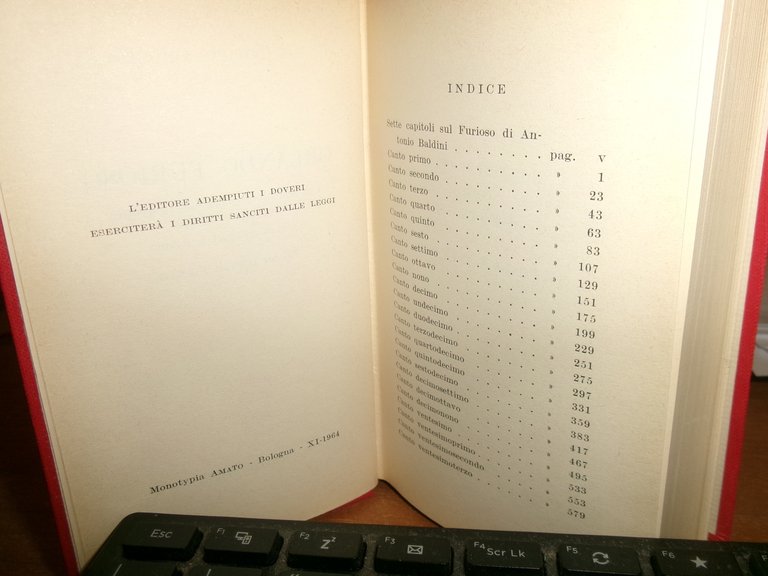 L'EDITORE ADEMPIUTI I DOVERI
ESERCITERÀ I DIRITTI SANCITI DALLE LEGGI
Monotypia AMATO - Bologna - XI-1964
INDICE
Sette capitoli sul Furioso di An-
tonio Baldini . . . . . . . . pag. V
Canto primo . . . . . . . . » 1
Canto secondo . . . . . . . . » 23
Canto terzo . . . . . . . . » 43
Canto quarto . . . . . . . . » 63
Canto quinto . . . . . . . . » 83
Canto sesto . . . . . . . . » 107
Canto settimo . . . . . . . . » 129
Canto ottavo . . . . . . . . » 151
Canto nono . . . . . . . . » 175
Canto decimo . . . . . . . . » 199
Canto undecimo . . . . . . . » 229
Canto duodecimo . . . . . . . » 251
Canto terzodecimo . . . . . . » 275
Canto quartodecimo . . . . . . » 297
Canto quintodecimo . . . . . . » 331
Canto sestodecimo . . . . . . » 359
Canto decimosettimo . . . . . . » 383
Canto decimottavo . . . . . . » 417
Canto decimonono . . . . . . » 467
Canto ventesimo . . . . . . » 495
Canto ventesimoprimo . . . . . » 533
Canto ventesimosecondo . . . . » 553
Canto ventesimoterzo . . . . . » 579
Esc
F1
F2
Zz
F3
F4
Scr Lk
F5
F6